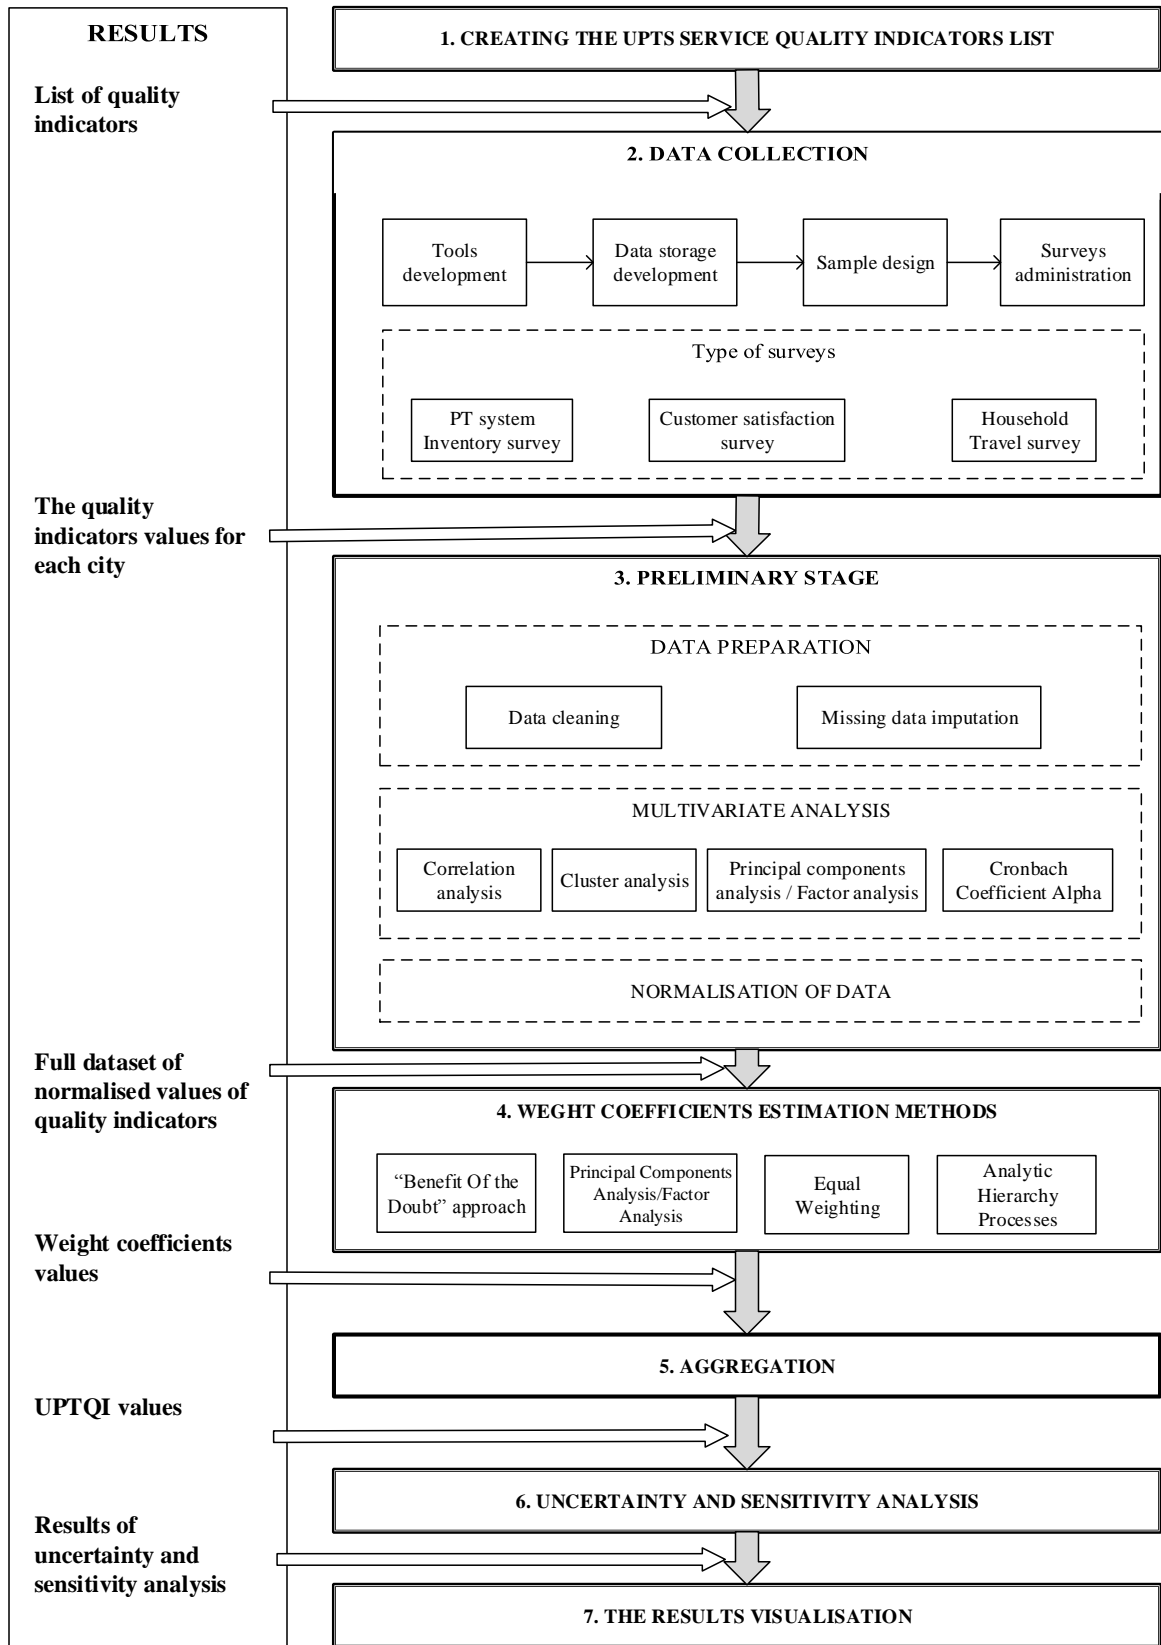 RESULTS
1. CREATING THE UPTS SERVICE QUALITY INDICATORS LIST
List of quality
indicators
2. DATA COLLECTION
Tools
development
Data storage
development
Sample design
Surveys
administration
Type of surveys
PT system
Inventory survey
Customer satisfaction
survey
Household
Travel survey
The quality
indicators values for
each city
3. PRELIMINARY STAGE
DATA PREPARATION
Data cleaning
Missing data imputation
MULTIVARIATE ANALYSIS
Correlation
analysis
Cluster analysis
Principal components
analysis / Factor analysis
Cronbach
Coefficient Alpha
NORMALISATION OF DATA
Full dataset of
normalised values of
quality indicators
4. WEGHT COEFFICIENTS ESTIMATION METHODS
“Benefit Of the
Doubt” approach
Principal Components
Analysis/Factor
Analysis
Equal
Weighting
Analytic
Hierarchy
Processes
Weight coefficients
values
5. AGGREGATION
UPTQI values
6. UNCERTAINTY AND SENSITIVITY ANALYSIS
Results of
uncertainty and
sensitivity analysis
7. THE RESULTS VISUALISATION